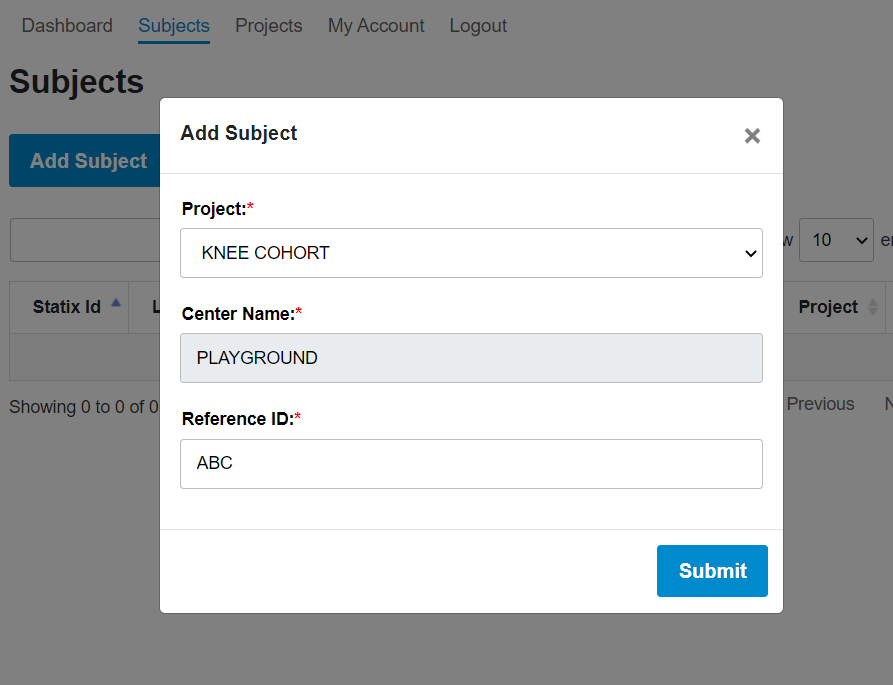 Dashboard Subjects Projects My Account Logout
Subjects
Add Subject
Add Subject ×
Project:*
KNEE COHORT
10
Statix Id Project
Center Name:*
PLAYGROUND
Showing 0 to 0 of 0 Previous
Reference ID:*
ABC
Submit